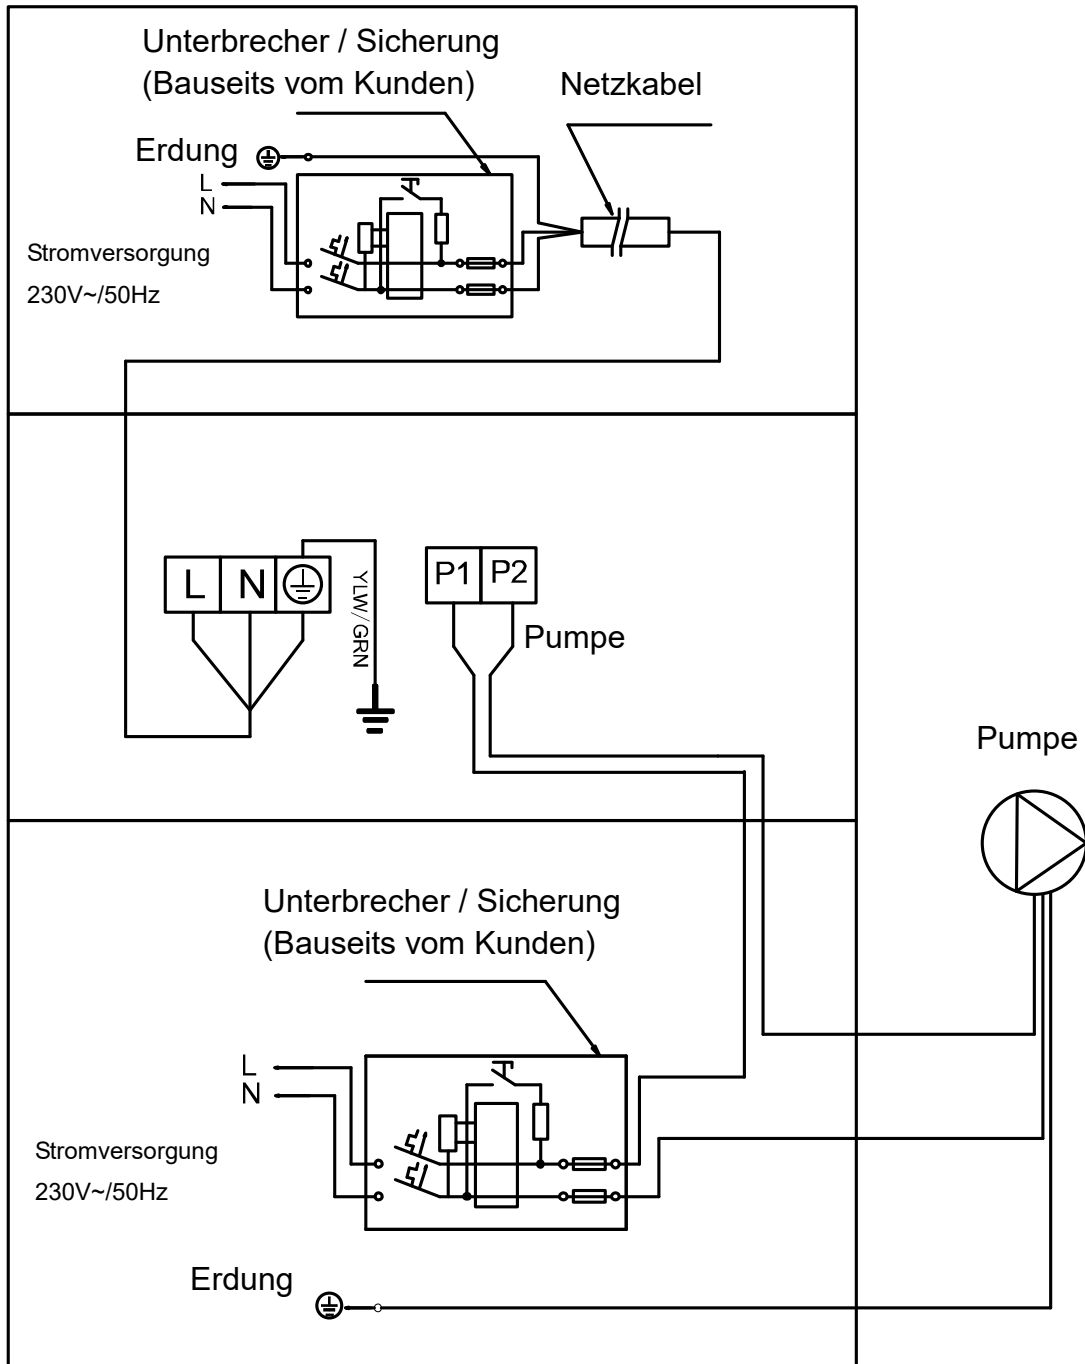 Unterbrecher / Sicherung
(Bauseits vom Kunden)
Netzkabel
Erdung
L
N
Stromversorgung
230V~/50Hz
L N
YLW/GRN
P1 P2
Pumpe
Pumpe
Unterbrecher / Sicherung
(Bauseits vom Kunden)
L
N
Stromversorgung
230V~/50Hz
Erdung